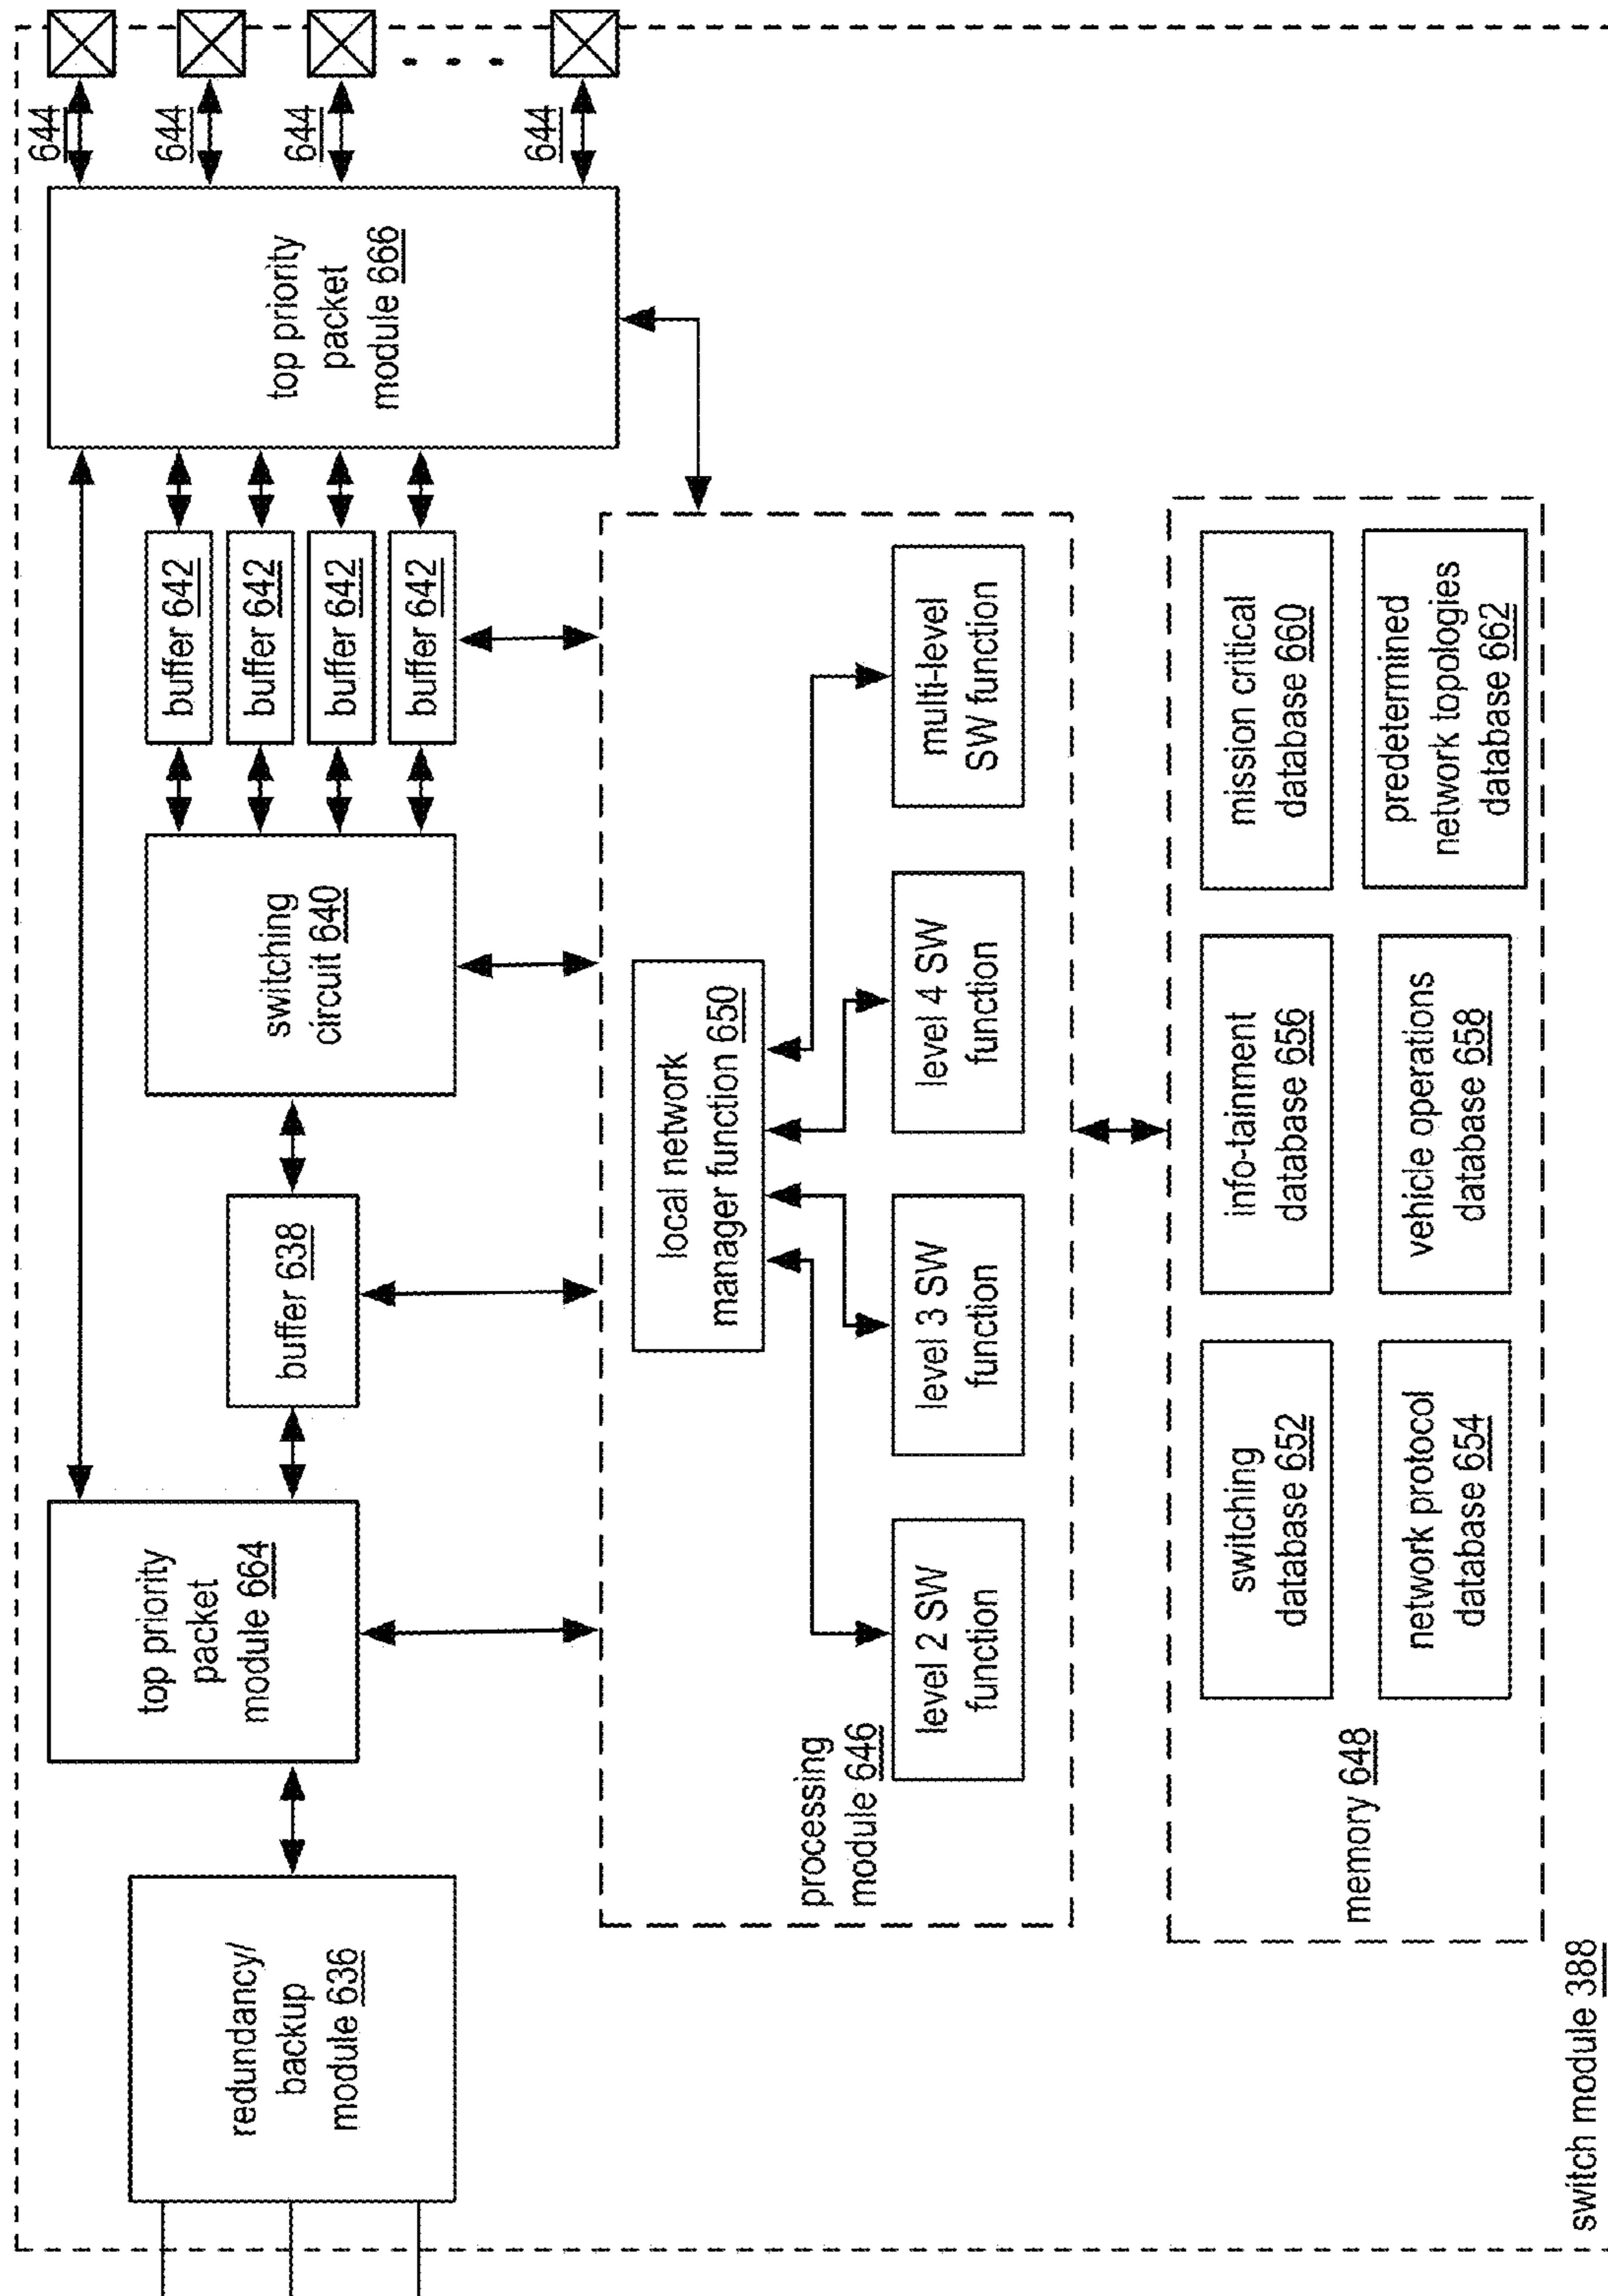 redundancy/
backup
module 636
top priority
packet
module 664
buffer 638
switching
circuit 640
buffer 642
buffer 642
buffer 642
buffer 642
top priority
packet
module 666
644
644
644
644
local network
manager function 650
processing
module 646
level 2 SW
function
level 3 SW
function
level 4 SW
function
multi-level
SW function
memory 648
switching
database 652
info-tainment
database 656
mission critical
database 660
network protocol
database 654
vehicle operations
database 658
predetermined
network topologies
database 662
switch module 388